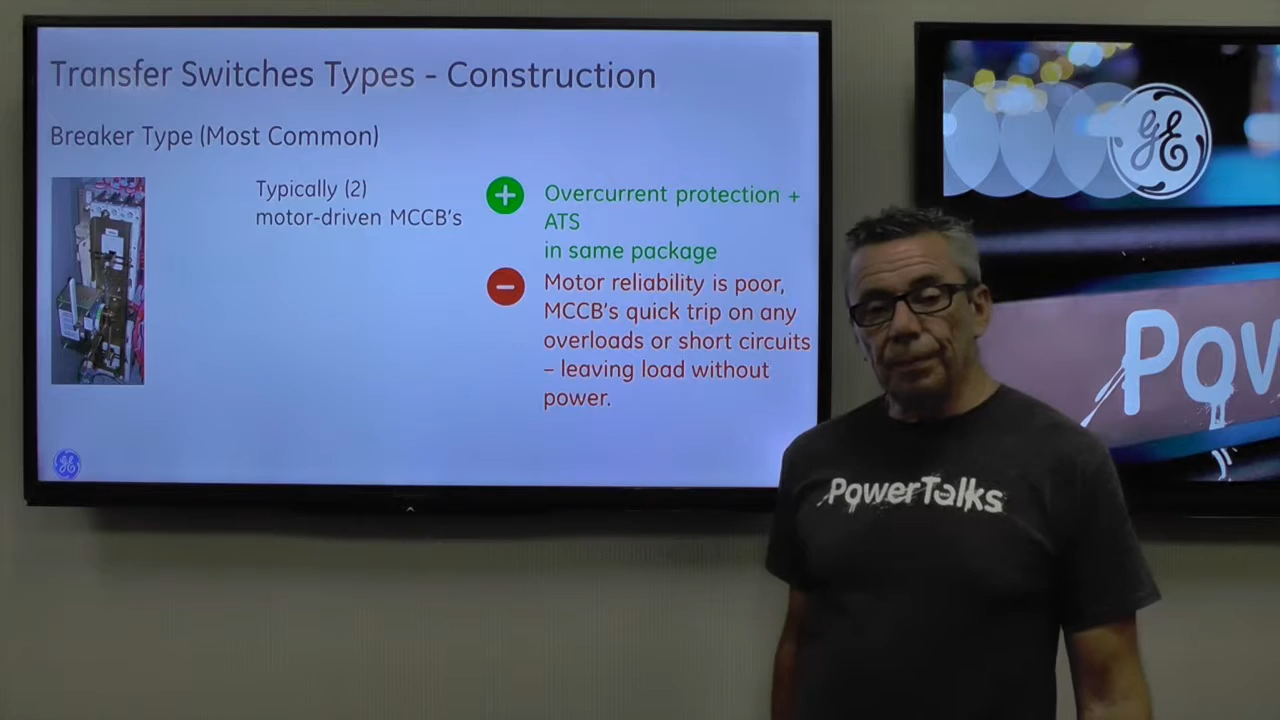 Transfer Switches Types - Construction
Breaker Type (Most Common)
Typically (2)
motor-driven MCCB's
Overcurrent protection +
ATS
in same package
Motor reliability is poor,
MCCB's quick trip on any
overloads or short circuits
– leaving load without
power.
GE
GE
Pow
PowerTalks